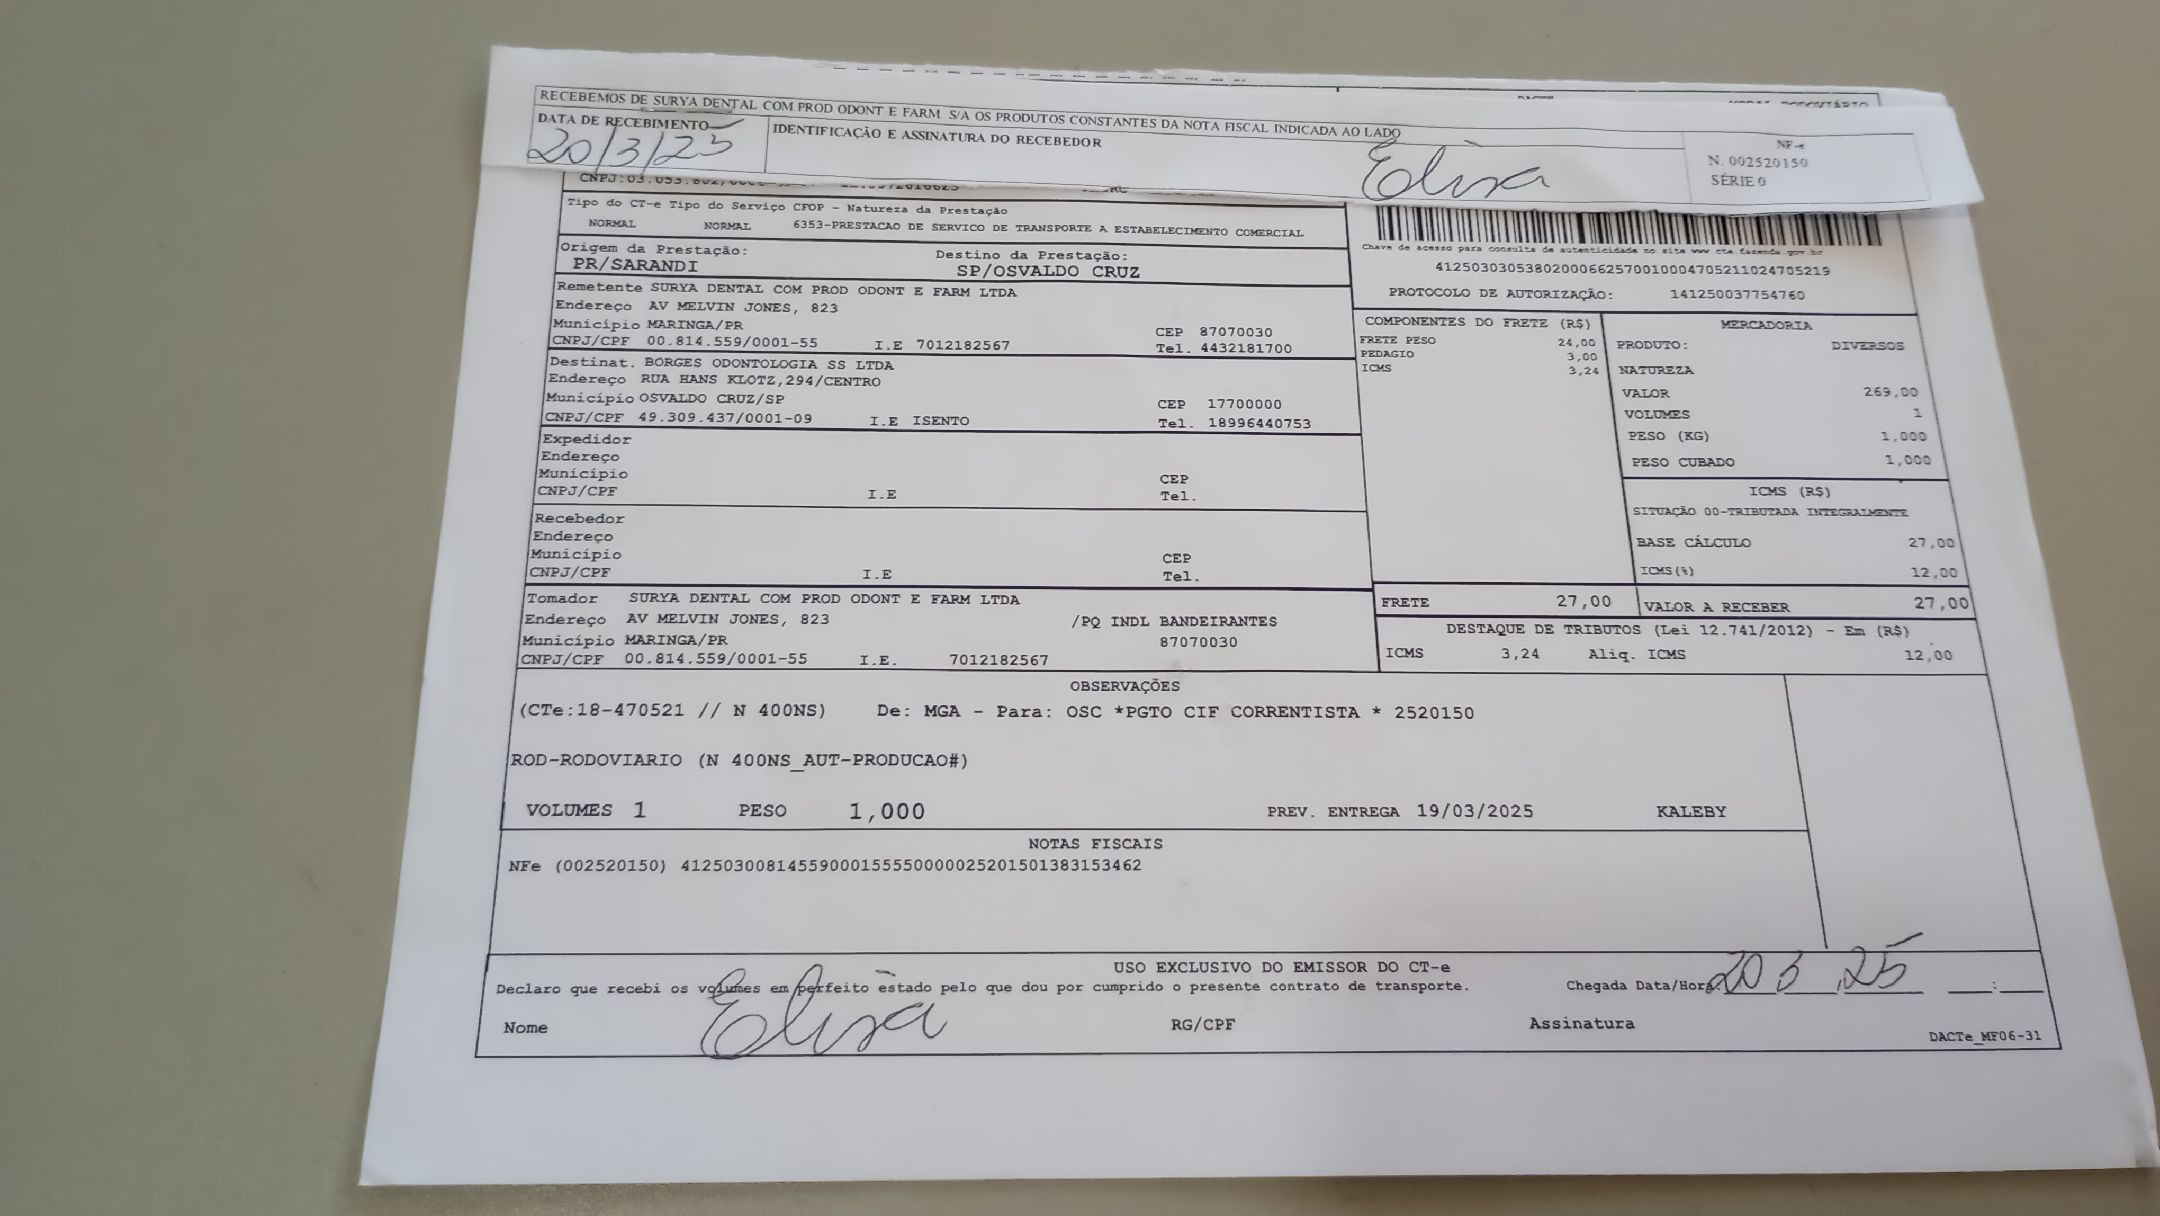 RECEBEMOS DE SURYA DENTAL COM PROD ODONT E FARM S/A OS PRODUTOS CONSTANTES DA NOTA FISCAL INDICADA AO LADO
DATA DE RECEBIMENTO IDENTIFICAÇÃO E ASSINATURA DO RECEBEDOR
20/3/25 Elisa
NF-e
N. 002520150
SÉRIE 0
Tipo do CT-e Tipo do Serviço CFOP - Natureza da Prestação
NORMAL NORMAL 6353-PRESTACAO DE SERVICO DE TRANSPORTE A ESTABELECIMENTO COMERCIAL
Origem da Prestação: Destino da Prestação:
PR/SARANDI SP/OSVALDO CRUZ
Remetente SURYA DENTAL COM PROD ODONT E FARM LTDA
Endereço AV MELVIN JONES, 823
Município MARINGA/PR CEP 87070030
CNPJ/CPF 00.814.559/0001-55 I.E 7012182567 Tel. 4432181700
Destinat. BORGES ODONTOLOGIA SS LTDA
Endereço RUA HANS KLOTZ,294/CENTRO
Município OSVALDO CRUZ/SP CEP 17700000
CNPJ/CPF 49.309.437/0001-09 I.E ISENTO Tel. 18996440753
Expedidor
Endereço
Município CEP
CNPJ/CPF I.E Tel.
Recebedor
Endereço
Município CEP
CNPJ/CPF I.E Tel.
Tomador SURYA DENTAL COM PROD ODONT E FARM LTDA
Endereço AV MELVIN JONES, 823 /PQ INDL BANDEIRANTES
Município MARINGA/PR 87070030
CNPJ/CPF 00.814.559/0001-55 I.E. 7012182567
Chave de acesso para consulta de autenticidade no site www cte fazenda gov.br
41250303053802000662570010004705211024705219
PROTOCOLO DE AUTORIZAÇÃO: 141250037754760
COMPONENTES DO FRETE (R$)
FRETE PESO 24,00
PEDAGIO 3,00
ICMS 3,24
MERCADORIA
PRODUTO: DIVERSOS
NATUREZA
VALOR 269,00
VOLUMES 1
PESO (KG) 1,000
PESO CUBADO 1,000
ICMS (R$)
SITUAÇÃO 00-TRIBUTADA INTEGRALMENTE
BASE CÁLCULO 27,00
ICMS(%) 12,00
FRETE 27,00 VALOR A RECEBER 27,00
DESTAQUE DE TRIBUTOS (Lei 12.741/2012) - Em (R$)
ICMS 3,24 Aliq. ICMS 12,00
OBSERVAÇÕES
(CTe:18-470521 // N 400NS) De: MGA - Para: OSC *PGTO CIF CORRENTISTA * 2520150
ROD-RODOVIARIO (N 400NS_AUT-PRODUCAO#)
VOLUMES 1 PESO 1,000 PREV. ENTREGA 19/03/2025 KALEBY
NOTAS FISCAIS
NFe (002520150) 41250300814559000155550000025201501383153462
USO EXCLUSIVO DO EMISSOR DO CT-e
Declaro que recebi os volumes em perfeito estado pelo que dou por cumprido o presente contrato de transporte. Chegada Data/Hora 20 3 25
Nome Elisa RG/CPF Assinatura
DACTe_MF06-31